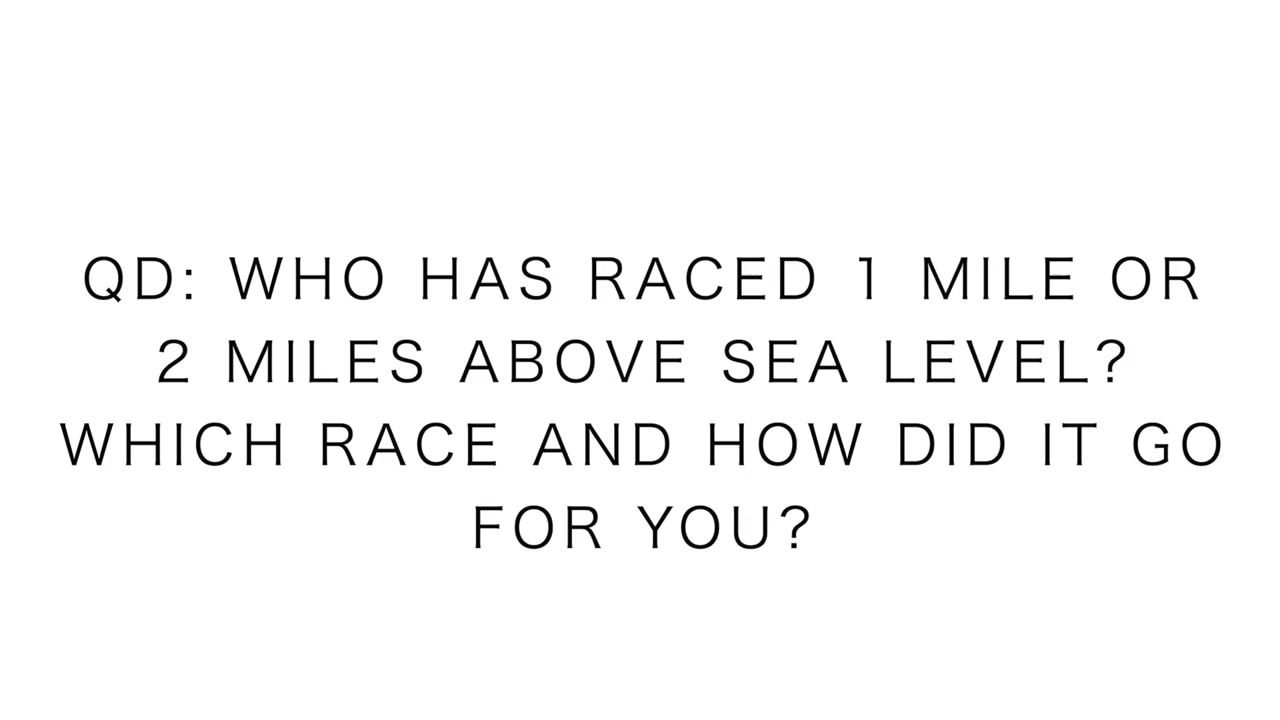 QD: WHO HAS RACED 1 MILE OR
2 MILES ABOVE SEA LEVEL?
WHICH RACE AND HOW DID IT GO
FOR YOU?